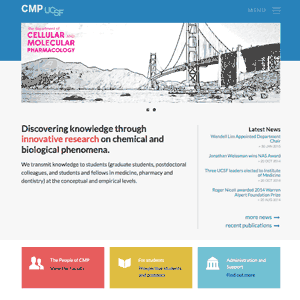 CMP UCSF
MENU
The Department of
CELLULAR AND
MOLECULAR
PHARMACOLOGY
Discovering knowledge through
innovative research on chemical and
biological phenomena.
We transmit knowledge to students (graduate students, postdoctoral
colleagues, and students and fellows in medicine, pharmacy and
dentistry) at the conceptual and empirical levels.
Latest News
Wendell Lim Appointed Department
Chair
Jonathan Weissman wins NAS Award
Three UCSF leaders elected to Institute
of Medicine
Roger Nicoll awarded 2014 Warren
Alpert Foundation Prize
more news →
recent publications →
The People of CMP
View the Faculty
For students
Prospective students
and postdocs
Administration and
Support
Find out more